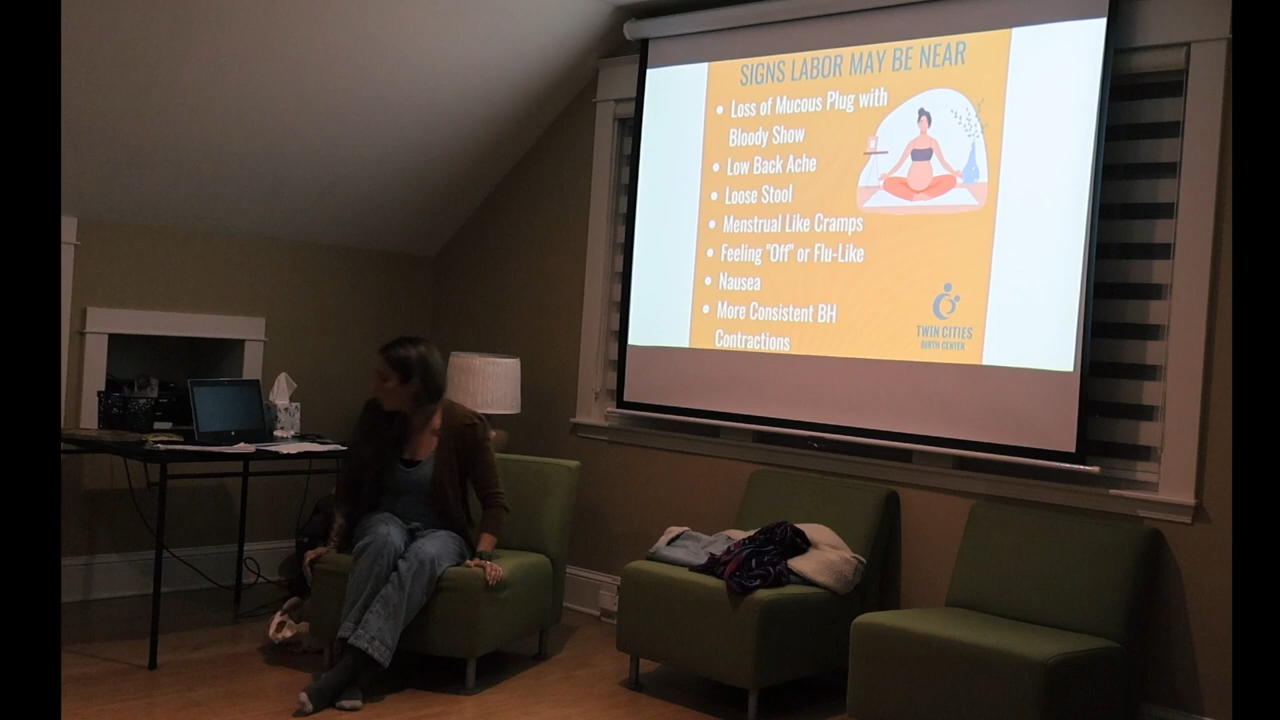 SIGNS LABOR MAY BE NEAR
• Loss of Mucous Plug with
Bloody Show
• Low Back Ache
• Loose Stool
• Menstrual Like Cramps
• Feeling "Off" or Flu-Like
• Nausea
• More Consistent BH
Contractions
TWIN CITIES
BIRTH CENTER